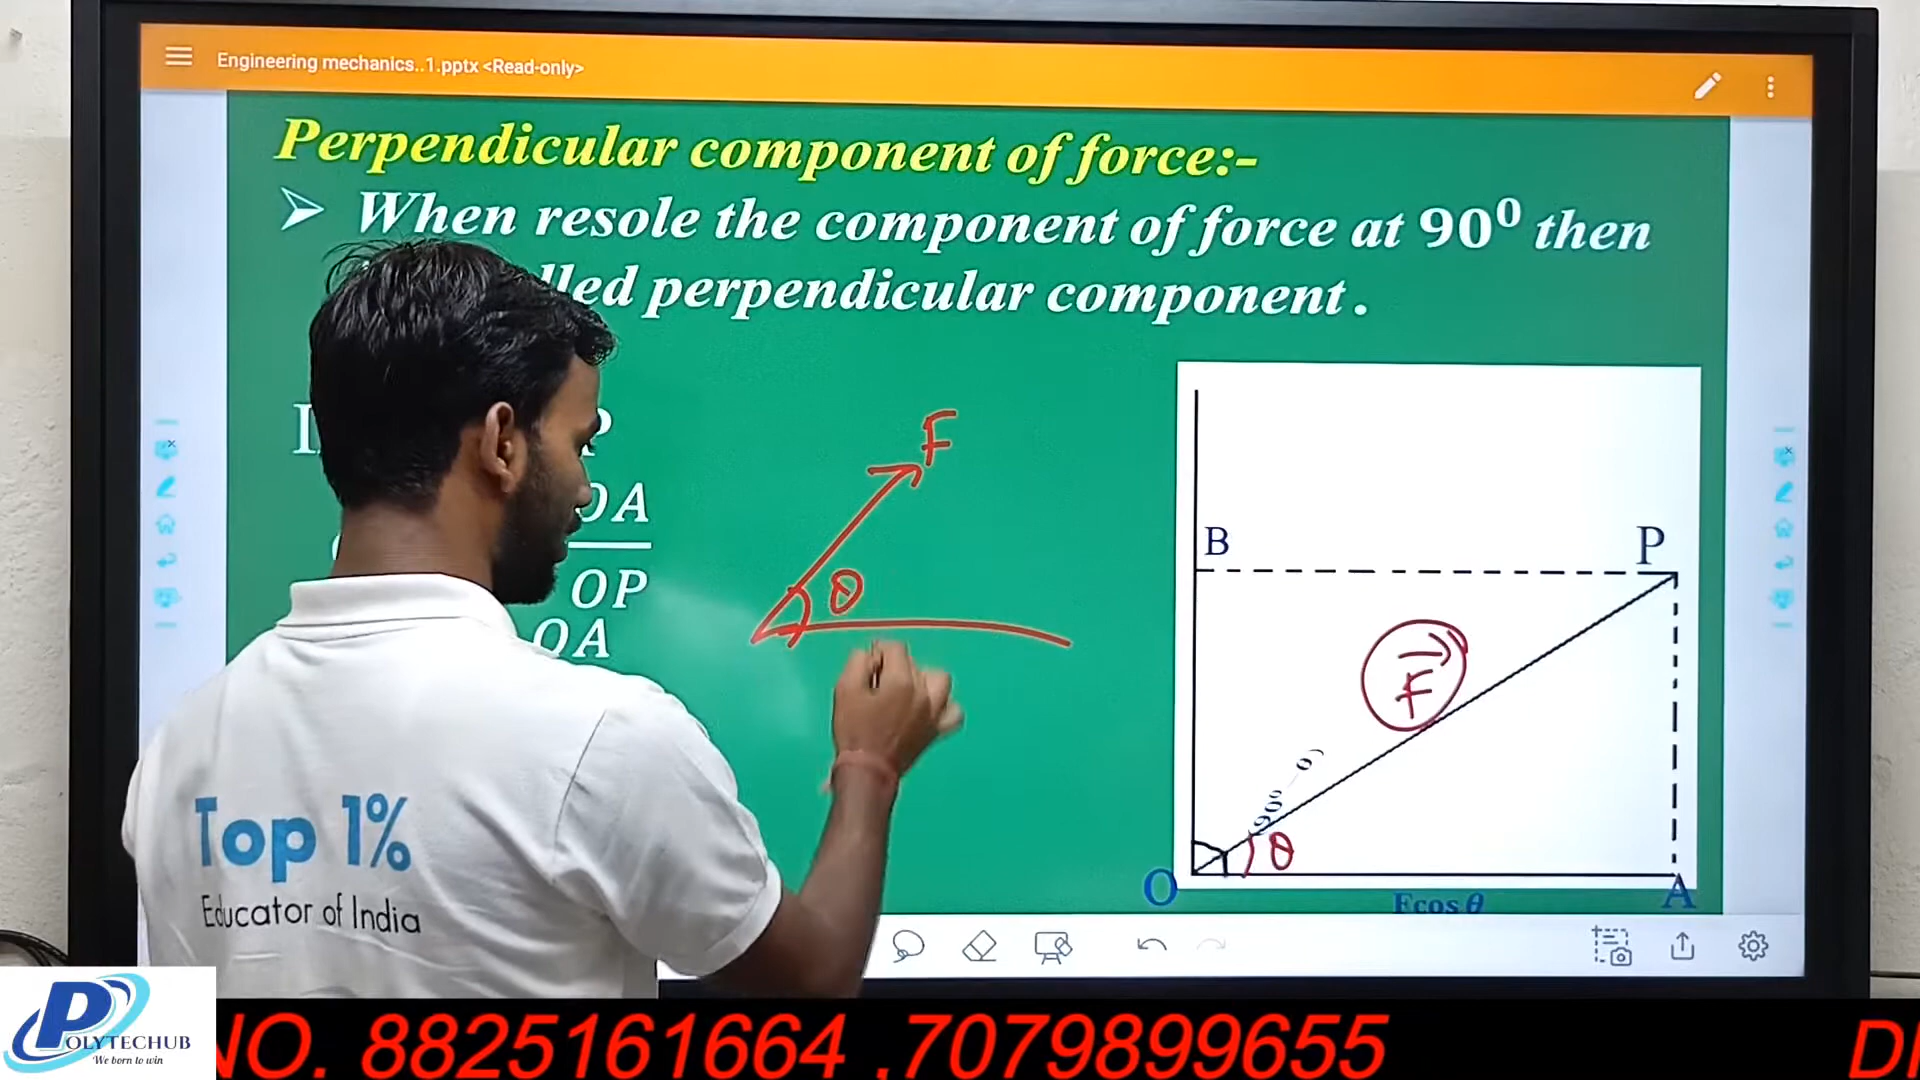 Engineering mechanics..1.pptx <Read-only>
Perpendicular component of force:-
➤ When resole the component of force at 90⁰ then
lled perpendicular component .
F
θ
OA
OP
OA
B
P
F
(90⁰ - θ)
θ
O
A
Fcos θ
Top 1%
Educator of India
POLYTECHUB
We born to win
NO. 8825161664 ,7079899655